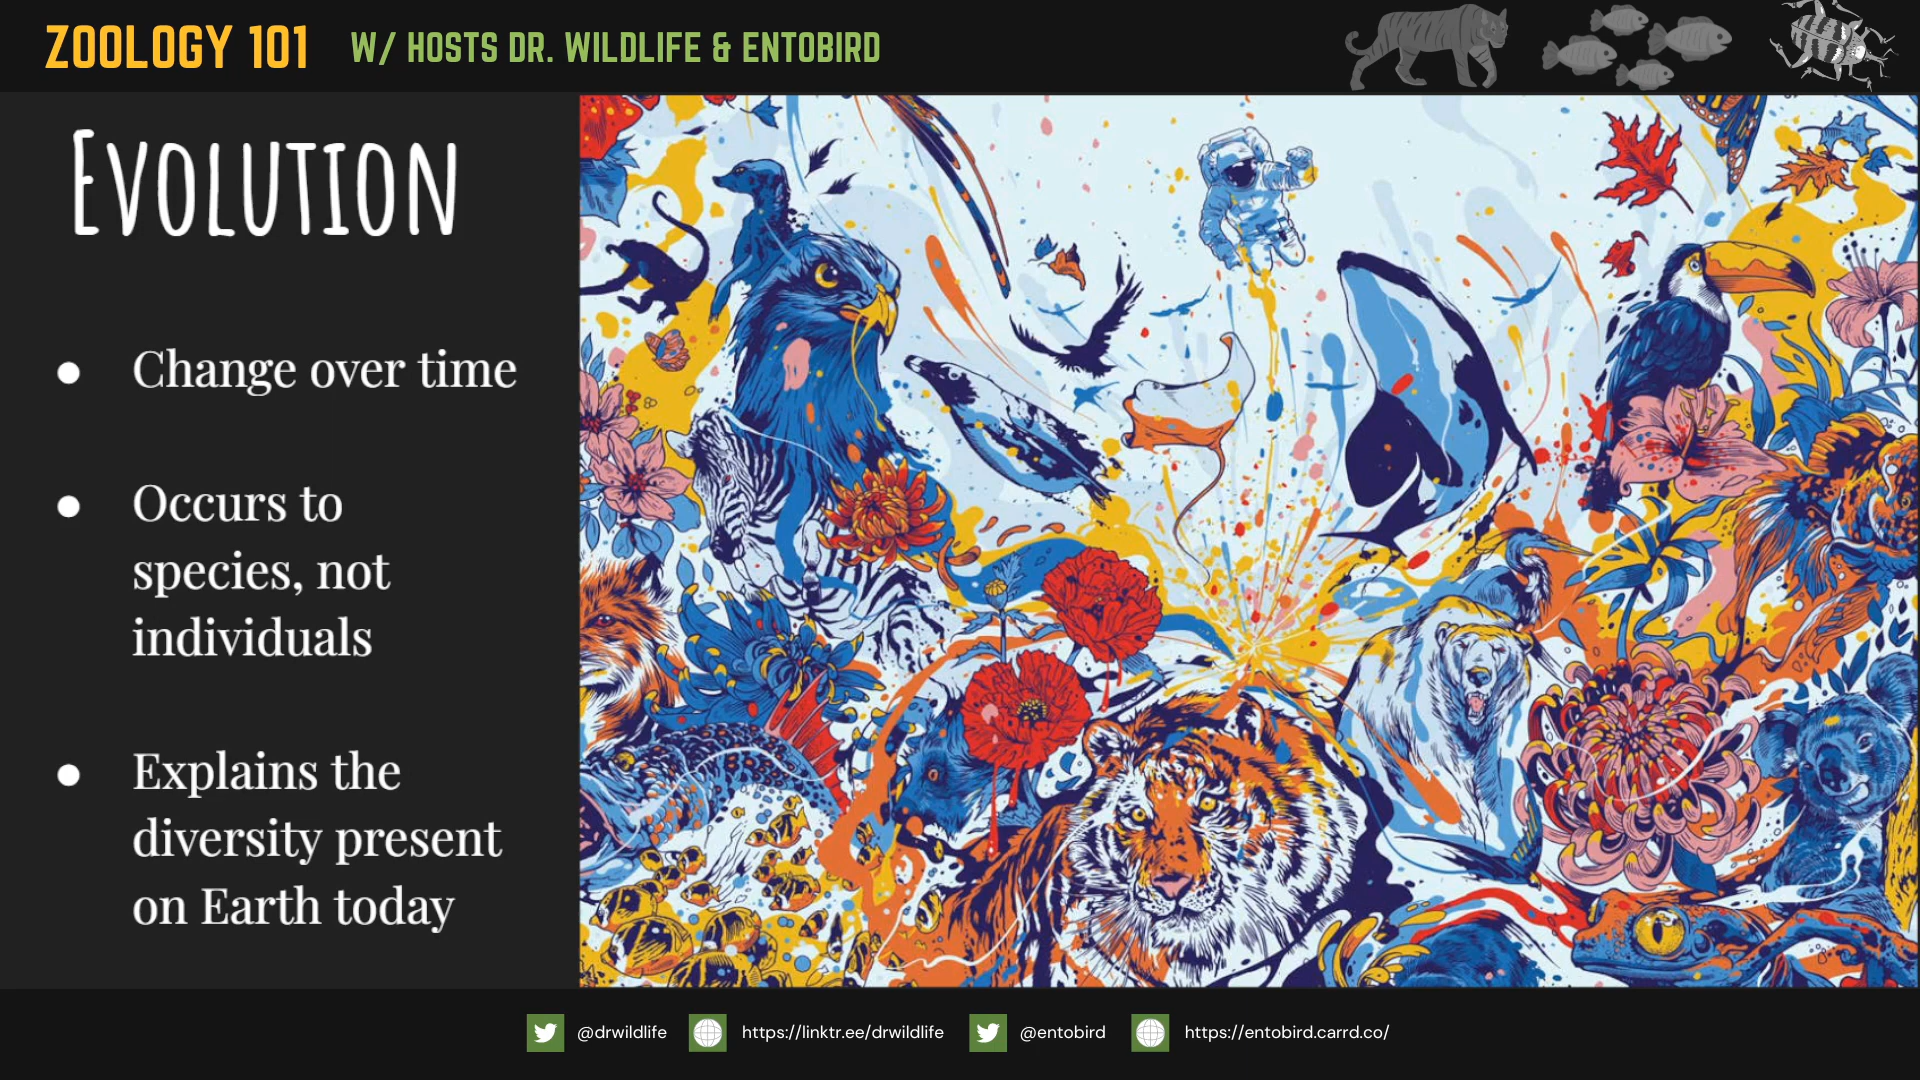 ZOOLOGY 101
W/ HOSTS DR. WILDLIFE & ENTOBIRD
EVOLUTION
● Change over time
● Occurs to
species, not
individuals
● Explains the
diversity present
on Earth today
@drwildlife
https://linktr.ee/drwildlife
@entobird
https://entobird.carrd.co/